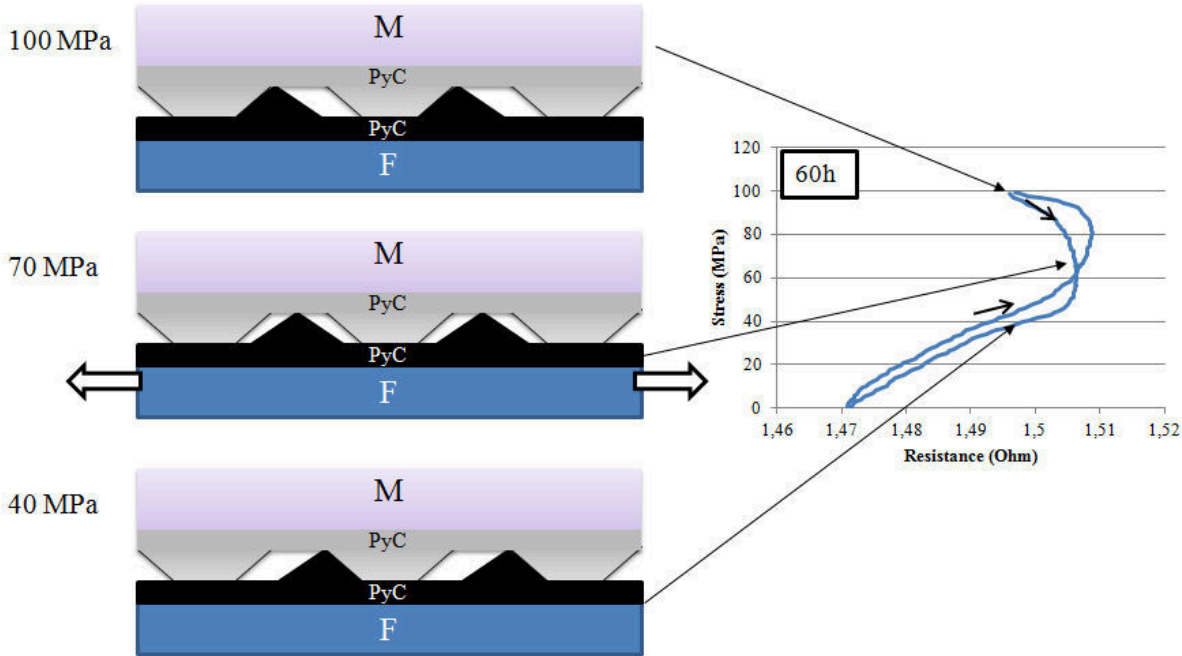 100 MPa
M
PyC
PyC
F
70 MPa
M
PyC
PyC
F
40 MPa
M
PyC
PyC
F
60h
Stress (MPa)
120
100
80
60
40
20
0
1,46
1,47
1,48
1,49
1,5
1,51
1,52
Resistance (Ohm)